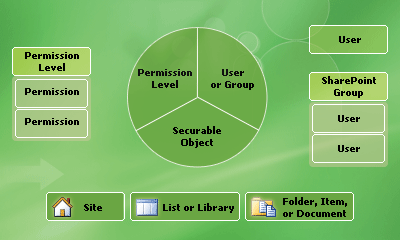 Permission
Level
Permission
Permission
Permission
Level
User
or Group
Securable
Object
User
SharePoint
Group
User
User
Site
List or Library
Folder, Item,
or Document